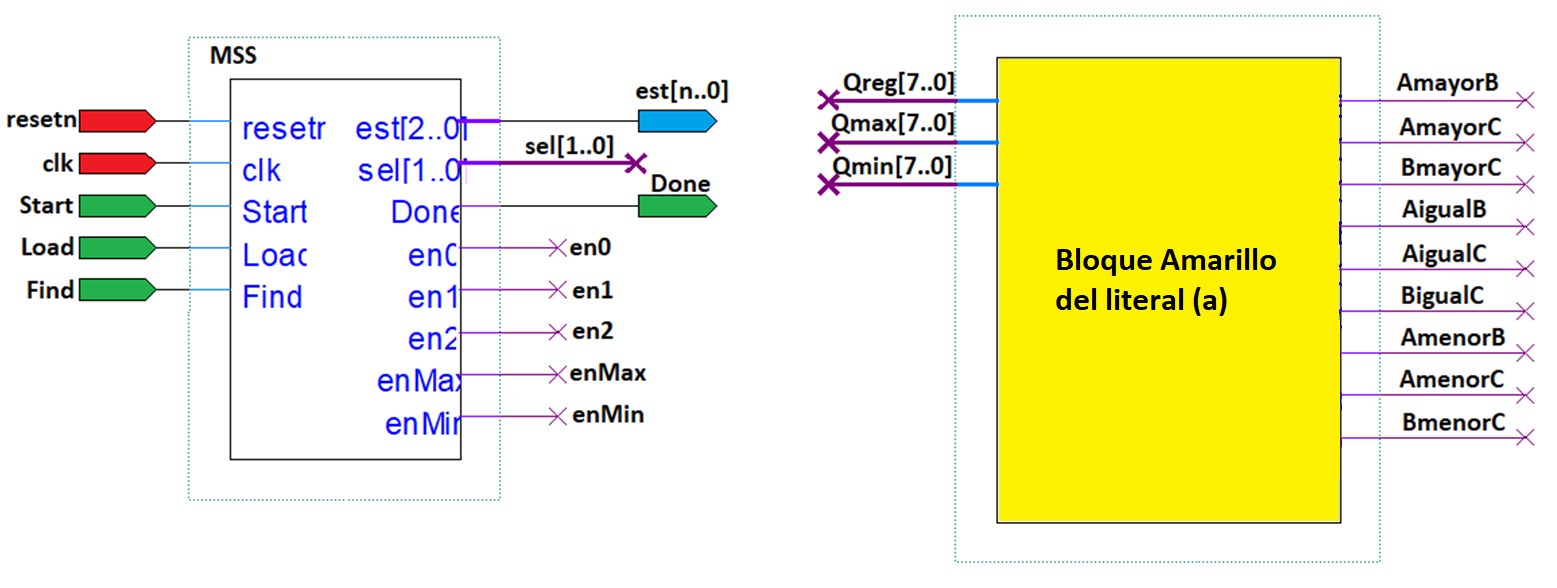 MSS
resetn
clk
Start
Load
Find
resetr
clk
Start
Loac
Find
est[2..0]
sel[1..0]
Done
en0
en1
en2
enMax
enMin
est[n..0]
sel[1..0]
Done
en0
en1
en2
enMax
enMin
Qreg[7..0]
Qmax[7..0]
Qmin[7..0]
Bloque Amarillo
del literal (a)
AmayorB
AmayorC
BmayorC
AigualB
AigualC
BigualC
AmenorB
AmenorC
BmenorC